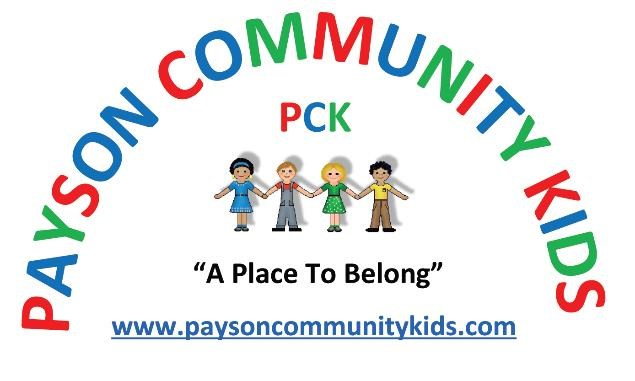 PAYSON COMMUNITY KIDS
PCK
“A Place To Belong”
www.paysoncommunitykids.com